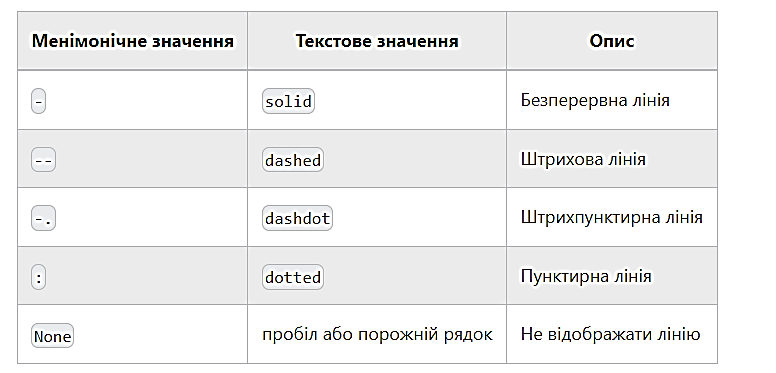 Менімонічне значення Текстове значення Опис
- solid Безперервна лінія
-- dashed Штрихова лінія
-. dashdot Штрихпунктирна лінія
: dotted Пунктирна лінія
None пробіл або порожній рядок Не відображати лінію